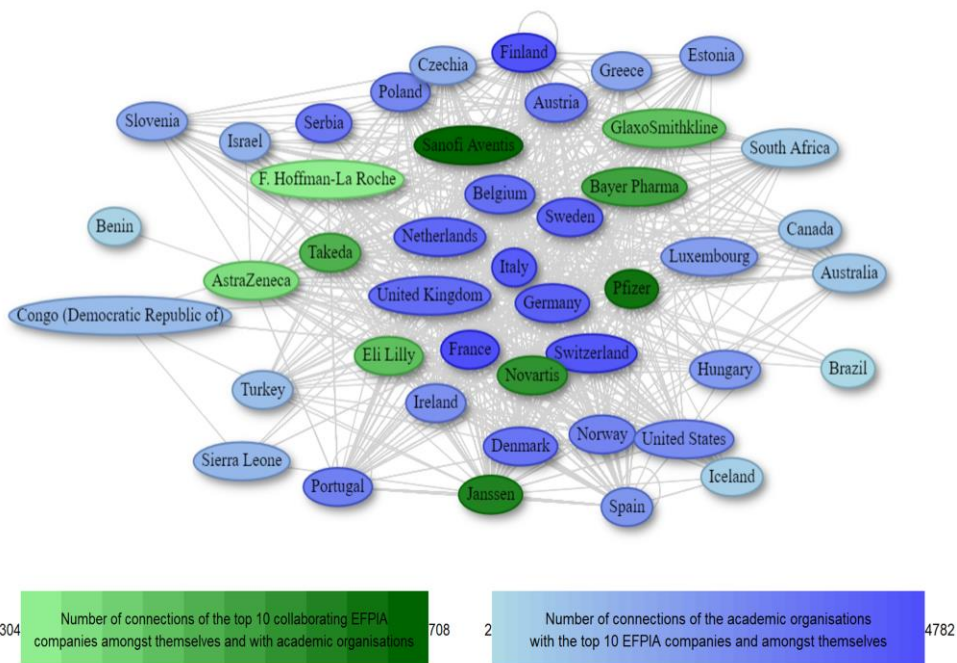 Finland
Czechia
Greece
Estonia
Poland
Austria
Slovenia
Serbia
GlaxoSmithkline
Israel
Sanofi Aventis
South Africa
F. Hoffman-La Roche
Belgium
Bayer Pharma
Benin
Sweden
Netherlands
Canada
Takeda
Luxembourg
AstraZeneca
Italy
Australia
Pfizer
United Kingdom
Germany
Congo (Democratic Republic of)
Eli Lilly
France
Switzerland
Novartis
Hungary
Brazil
Turkey
Ireland
Norway
United States
Denmark
Sierra Leone
Iceland
Portugal
Janssen
Spain
304
Number of connections of the top 10 collaborating EFPIA
companies amongst themselves and with academic organisations
708
2
Number of connections of the academic organisations
with the top 10 EFPIA companies and amongst themselves
4782